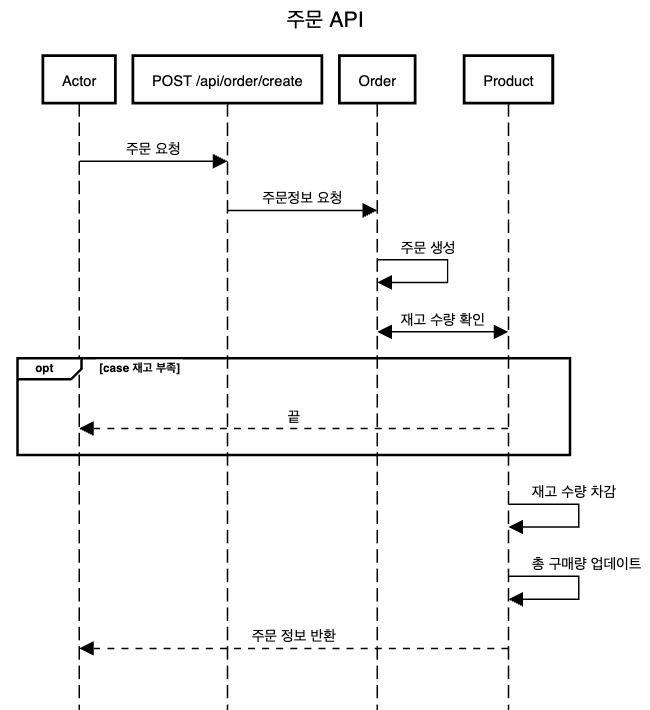 주문 API
Actor
POST /api/order/create
Order
Product
주문 요청
주문정보 요청
주문 생성
재고 수량 확인
opt
[case 재고 부족]
끝
재고 수량 차감
총 구매량 업데이트
주문 정보 반환